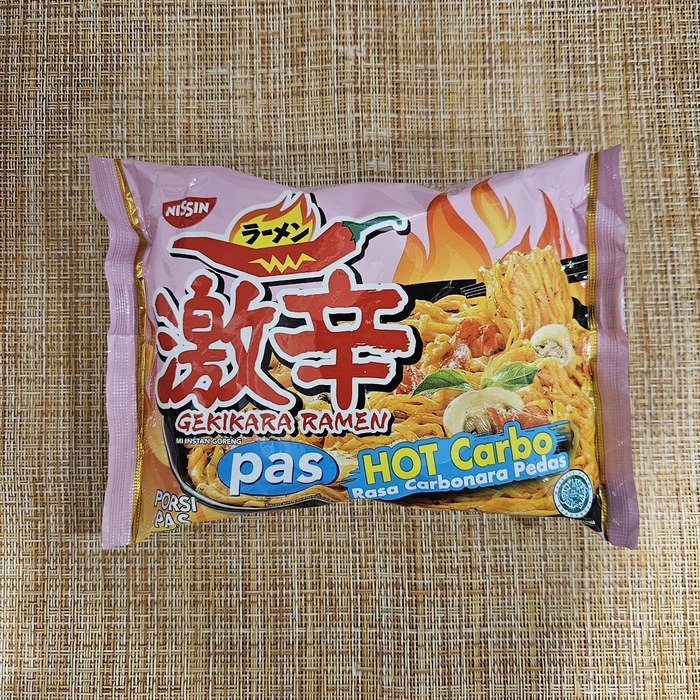 NISSIN
ラーメン
激辛
GEKIKARA RAMEN
MI INSTAN GORENG
pas
HOT Carbo
Rasa Carbonara Pedas
PORSI
PAS